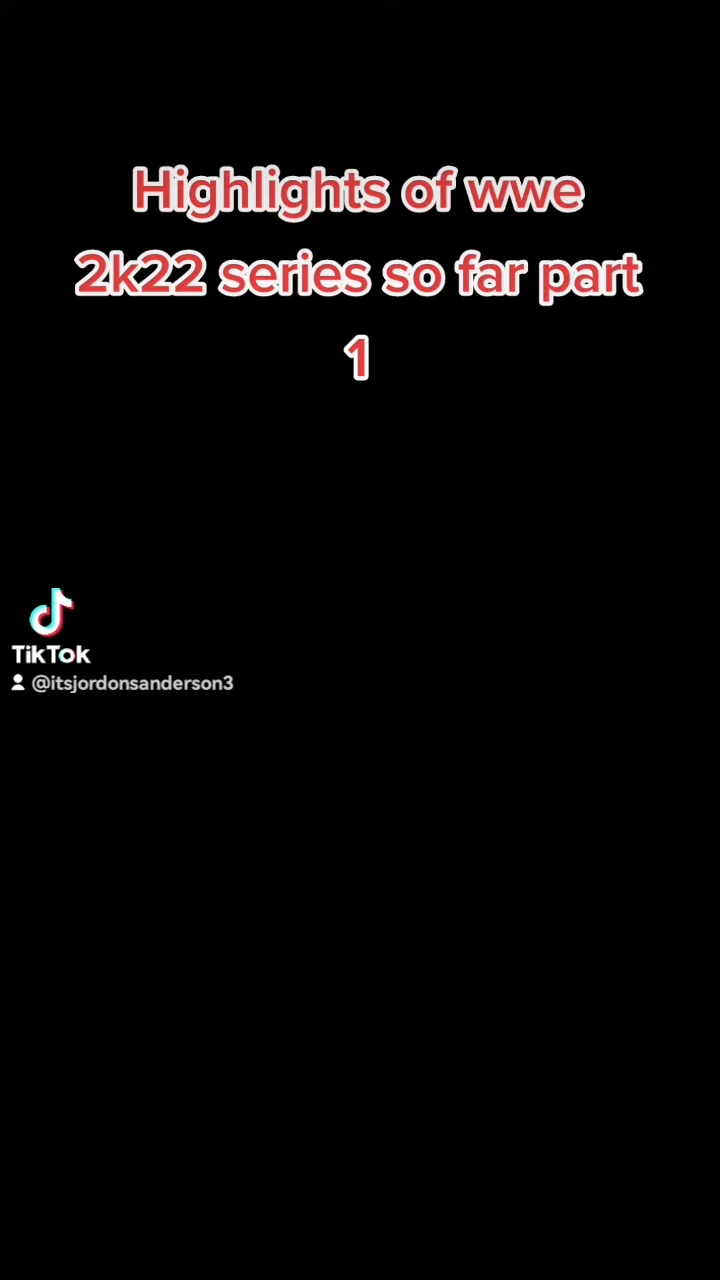 Highlights of wwe
2k22 series so far part
1
TikTok
@itsjordonsanderson3